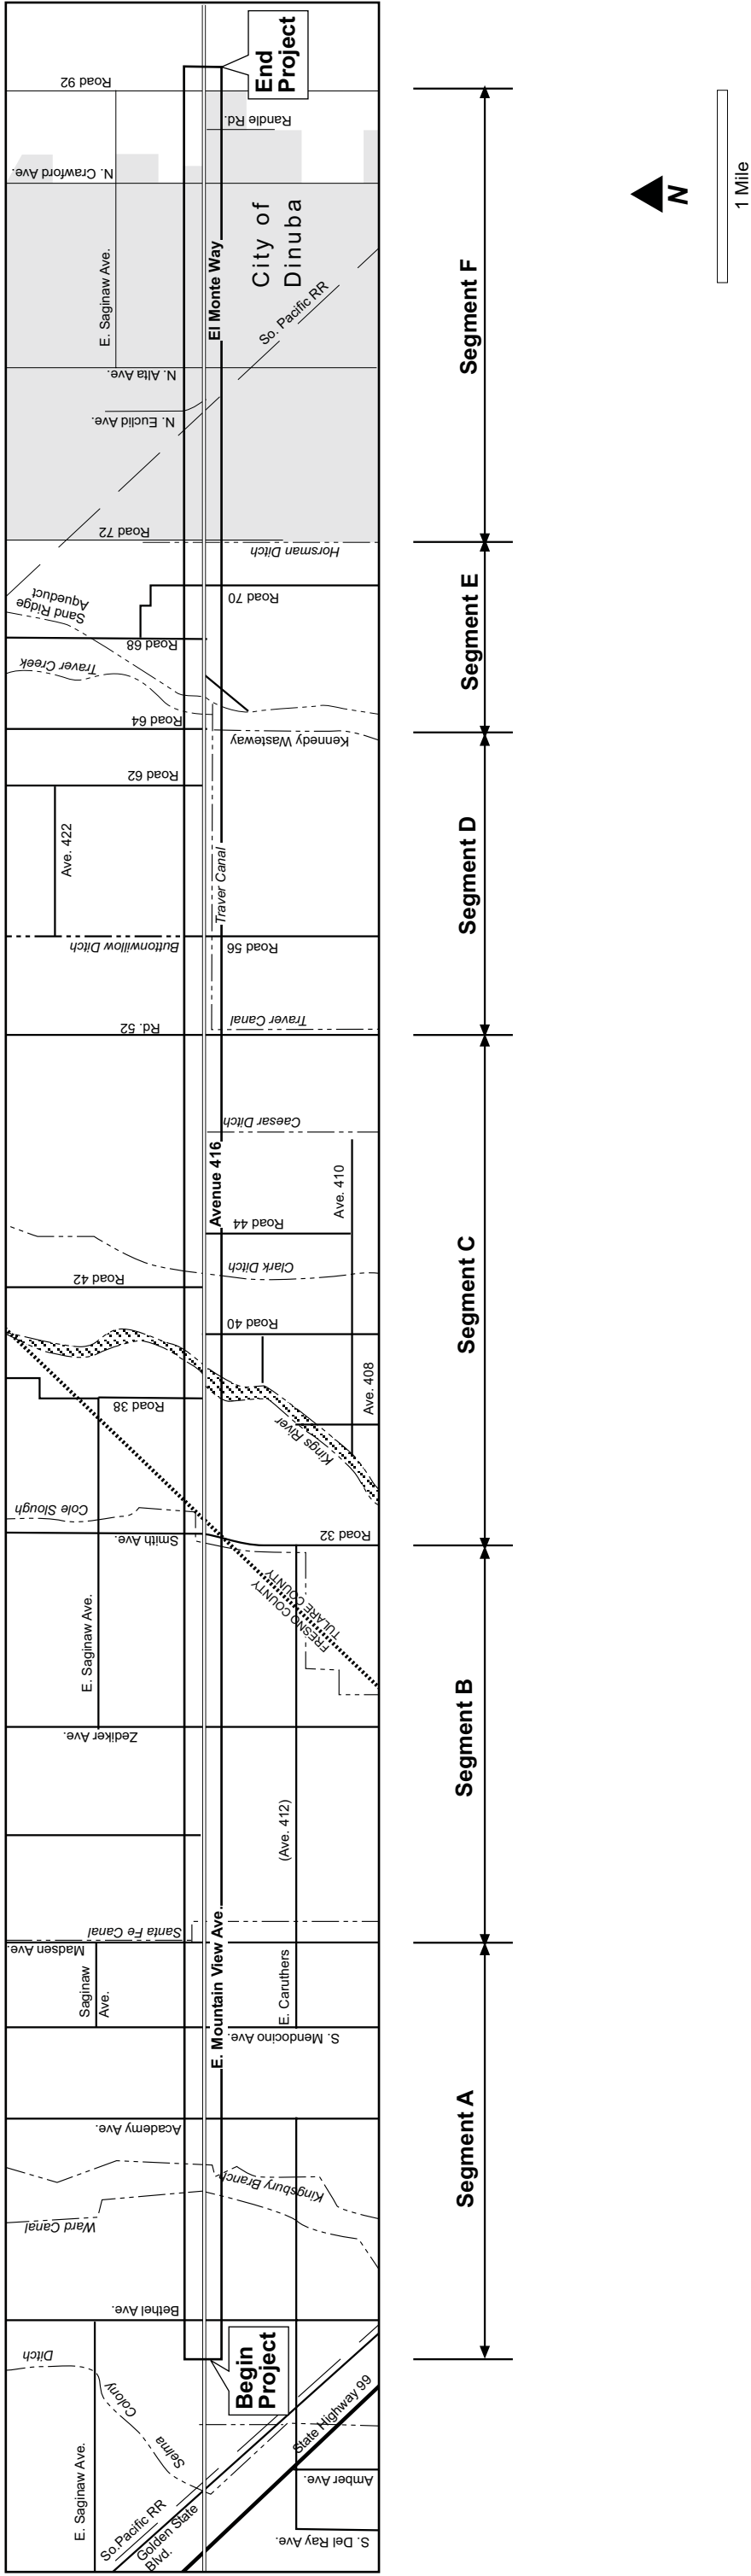 Road 92
End
Project
Randle Rd.
N. Crawford Ave.
E. Saginaw Ave.
El Monte Way
City of
Dinuba
So. Pacific RR
N. Alta Ave.
N. Euclid Ave.
Road 72
Horsman Ditch
Sand Ridge
Aqueduct
Road 70
Road 68
Traver Creek
Road 64
Kennedy Wasteway
Road 62
Ave. 422
Traver Canal
Buttonwillow Ditch
Road 56
Rd. 52
Traver Canal
Caesar Ditch
Avenue 416
Ave. 410
Road 44
Clark Ditch
Road 42
Road 40
Ave. 408
Road 38
Kings River
Cole Slough
Smith Ave.
Road 32
FRESNO COUNTY
TULARE COUNTY
E. Saginaw Ave.
Zediker Ave.
(Ave. 412)
Santa Fe Canal
Madsen Ave.
Saginaw
Ave.
E. Mountain View Ave.
E. Caruthers
S. Mendocino Ave.
Academy Ave.
Kingsbury Branch
Ward Canal
Bethel Ave.
Begin
Project
Selma
Colony
Ditch
State Highway 99
E. Saginaw Ave.
So.Pacific RR
Golden State
Blvd.
Amber Ave.
S. Del Ray Ave.
Segment F
Segment E
Segment D
Segment C
Segment B
Segment A
N
1 Mile